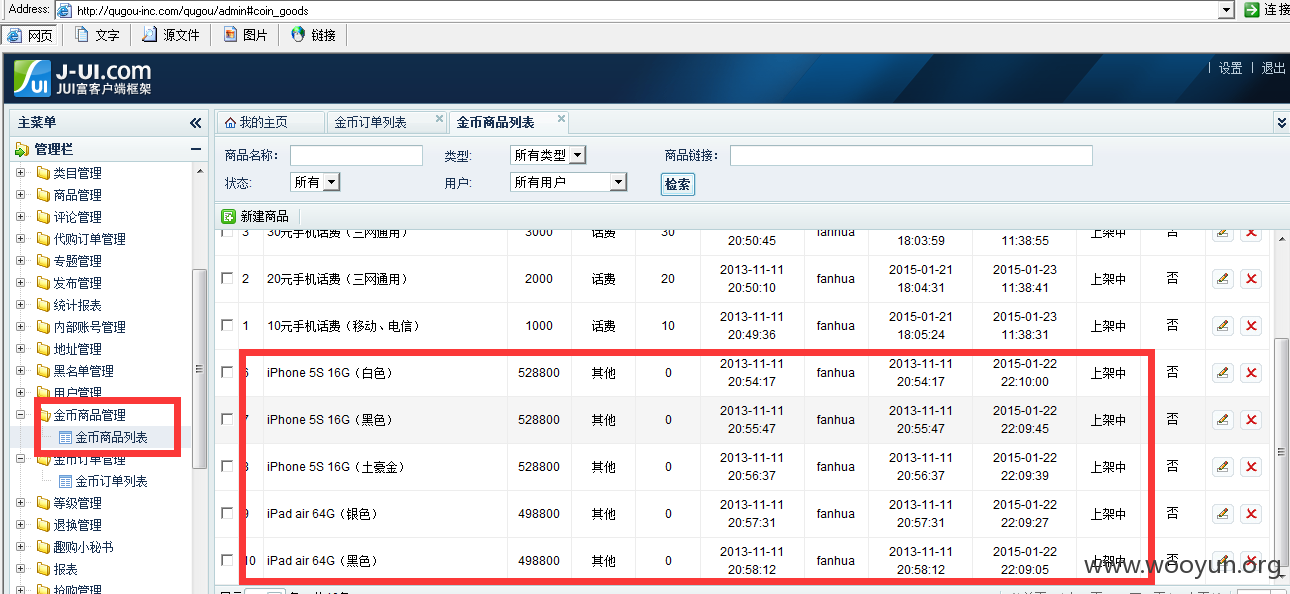 Address: http://qugou-inc.com/qugou/admin#coin_goods 连接
网页 文字 源文件 图片 链接
J-UI.com
JUI富客户端框架
设置 退出
主菜单
管理栏
类目管理
商品管理
评论管理
代购订单管理
专题管理
发布管理
统计报表
内部账号管理
地址管理
黑名单管理
用户管理
金币商品管理
金币商品列表
金币订单管理
金币订单列表
等级管理
退换管理
趣购小秘书
报表
抢购管理
我的主页 金币订单列表 金币商品列表
商品名称: 类型: 所有类型 商品链接:
状态: 所有 用户: 所有用户 检索
新建商品
3 30元手机话费（三网通用） 3000 话费 30 20:50:45 fanhua 18:03:59 11:38:55 上架中 否
2 20元手机话费（三网通用） 2000 话费 20 2013-11-11 20:50:10 fanhua 2015-01-21 18:04:31 2015-01-23 11:38:41 上架中 否
1 10元手机话费（移动、电信） 1000 话费 10 2013-11-11 20:49:36 fanhua 2015-01-21 18:05:24 2015-01-23 11:38:31 上架中 否
6 iPhone 5S 16G（白色） 528800 其他 0 2013-11-11 20:54:17 fanhua 2013-11-11 20:54:17 2015-01-22 22:10:00 上架中 否
7 iPhone 5S 16G（黑色） 528800 其他 0 2013-11-11 20:55:47 fanhua 2013-11-11 20:55:47 2015-01-22 22:09:45 上架中 否
8 iPhone 5S 16G（土豪金） 528800 其他 0 2013-11-11 20:56:37 fanhua 2013-11-11 20:56:37 2015-01-22 22:09:39 上架中 否
9 iPad air 64G（银色） 498800 其他 0 2013-11-11 20:57:31 fanhua 2013-11-11 20:57:31 2015-01-22 22:09:27 上架中 否
10 iPad air 64G（黑色） 498800 其他 0 2013-11-11 20:58:12 fanhua 2013-11-11 20:58:12 2015-01-22 22:09:05 上架中 否
www.wooyun.org